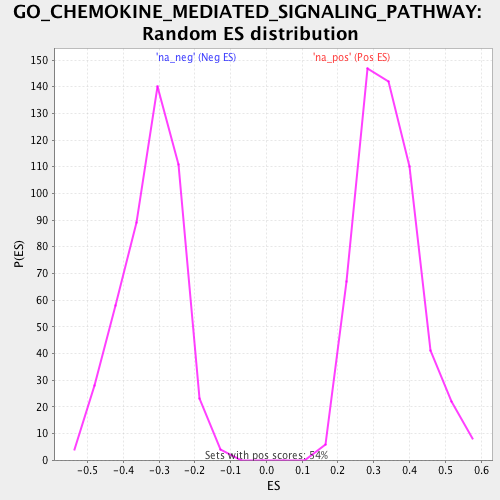 GO_CHEMOKINE_MEDIATED_SIGNALING_PATHWAY:
Random ES distribution
'na_neg' (Neg ES) 'na_pos' (Pos ES)
150
140
130
120
110
100
90
80
70
60
50
40
30
20
10
0
P(ES)
Sets with pos scores: 54%
-0.5 -0.4 -0.3 -0.2 -0.1 0.0 0.1 0.2 0.3 0.4 0.5 0.6
ES